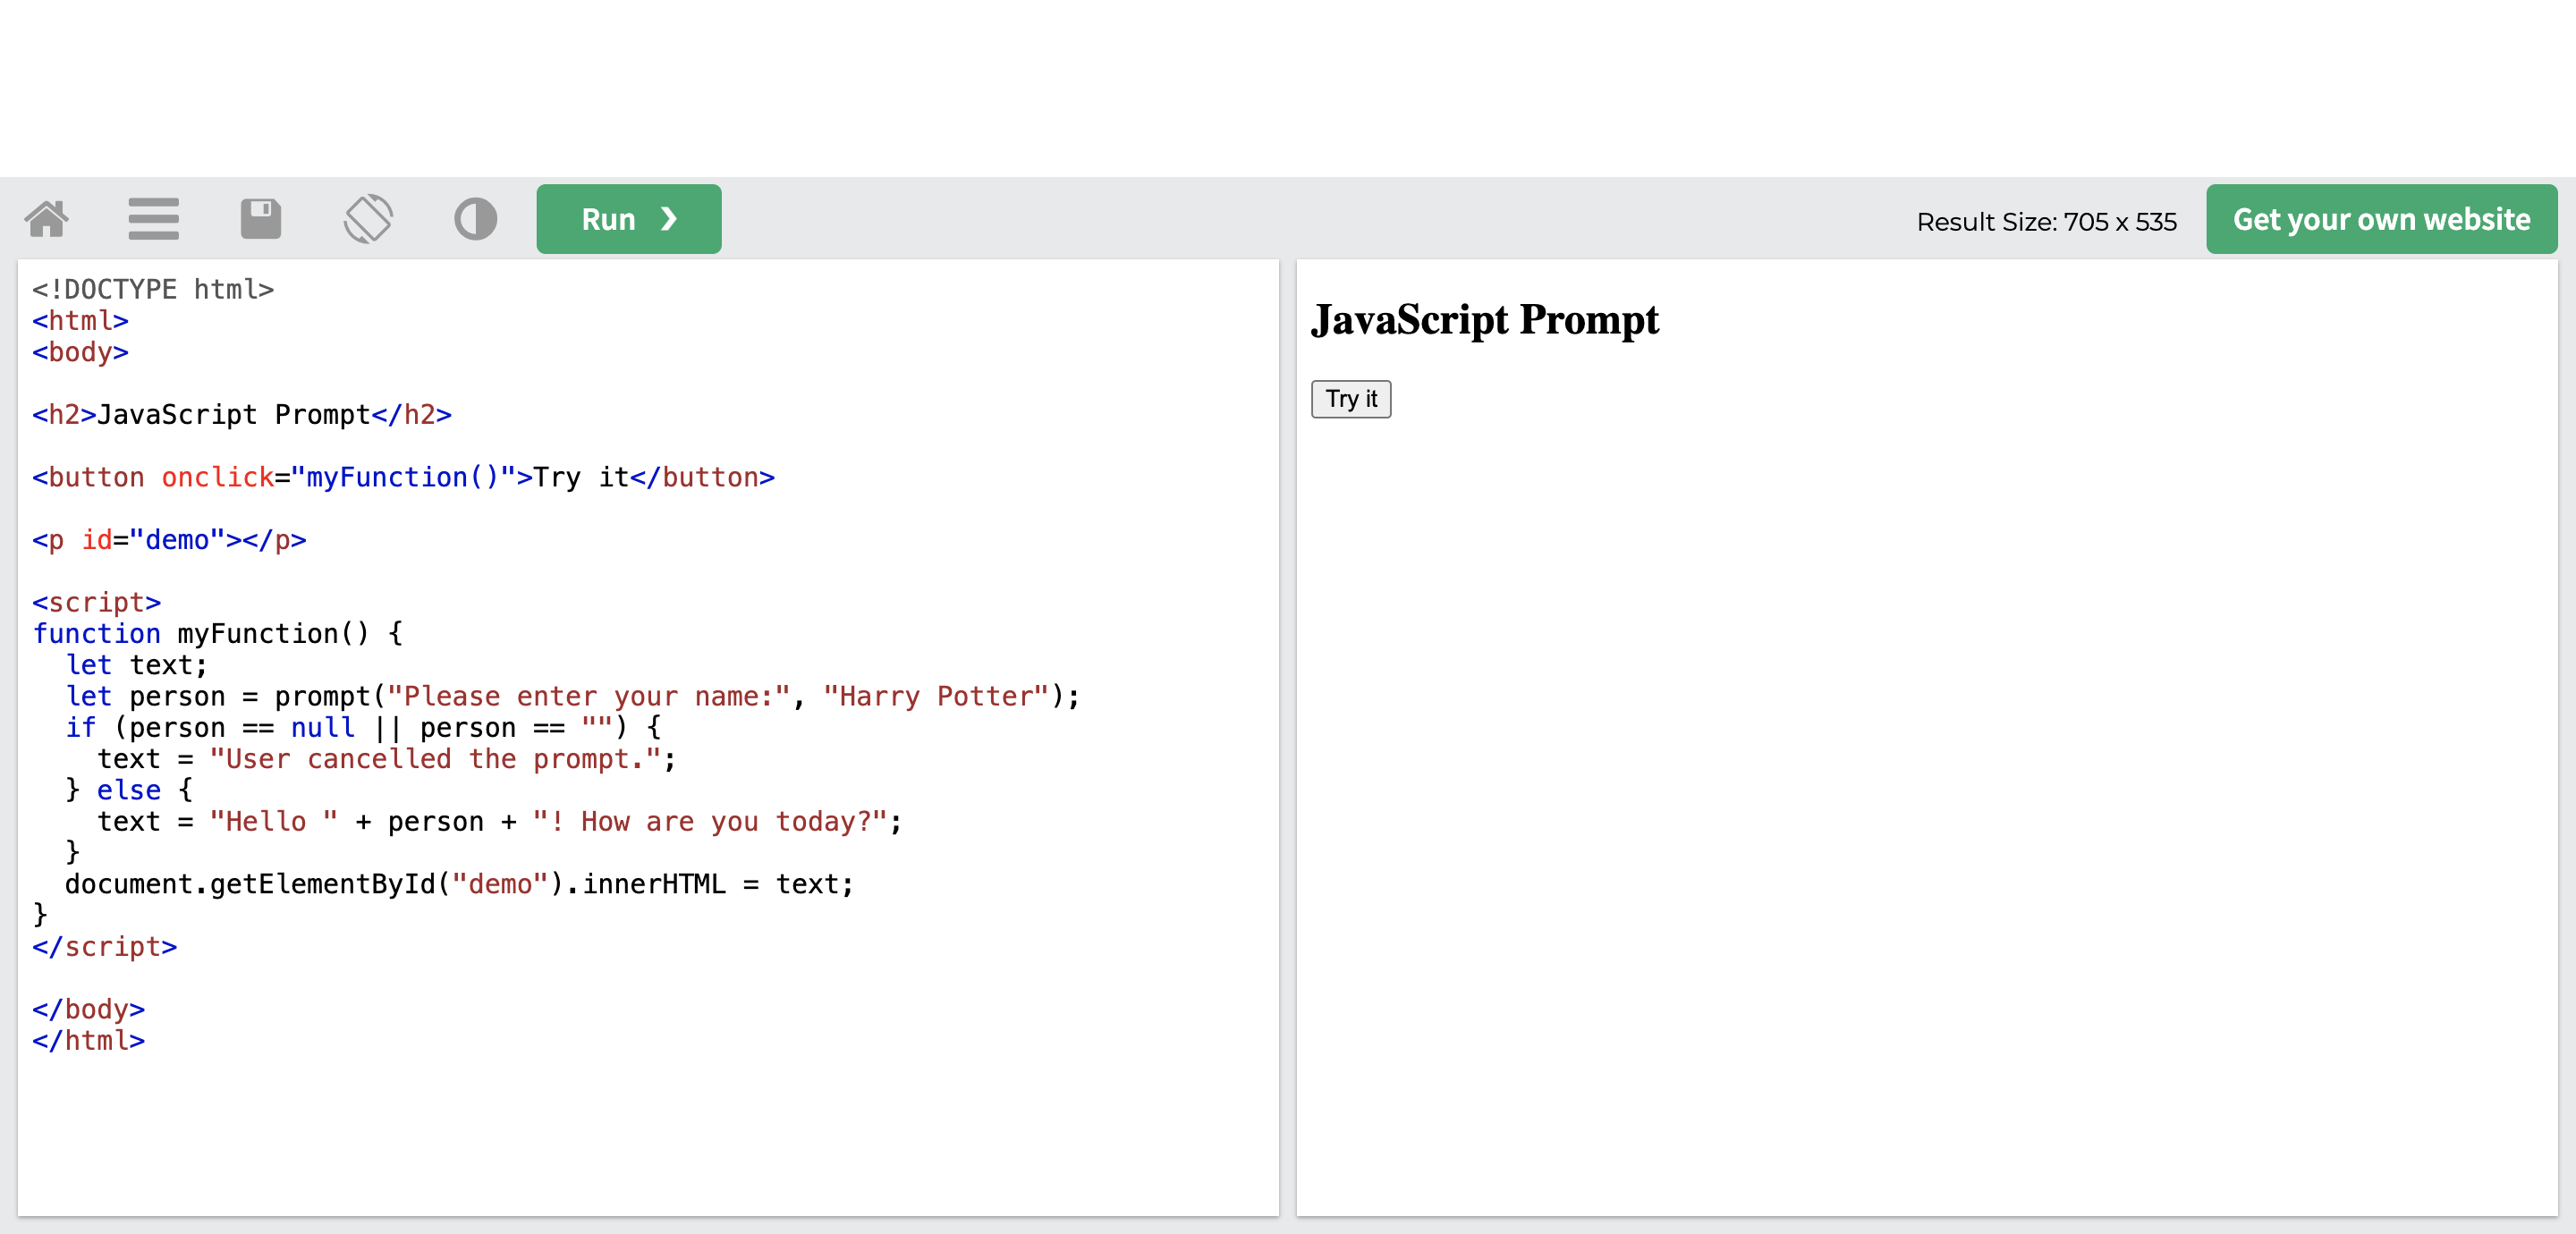 Run ❯
Result Size: 705 x 535
Get your own website
<!DOCTYPE html>
<html>
<body>

<h2>JavaScript Prompt</h2>

<button onclick="myFunction()">Try it</button>

<p id="demo"></p>

<script>
function myFunction() {
  let text;
  let person = prompt("Please enter your name:", "Harry Potter");
  if (person == null || person == "") {
    text = "User cancelled the prompt.";
  } else {
    text = "Hello " + person + "! How are you today?";
  }
  document.getElementById("demo").innerHTML = text;
}
</script>

</body>
</html>
JavaScript Prompt
Try it